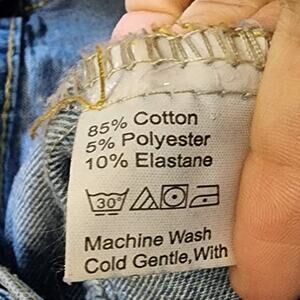 85% Cotton
5% Polyester
10% Elastane
30°
Machine Wash
Cold Gentle, With